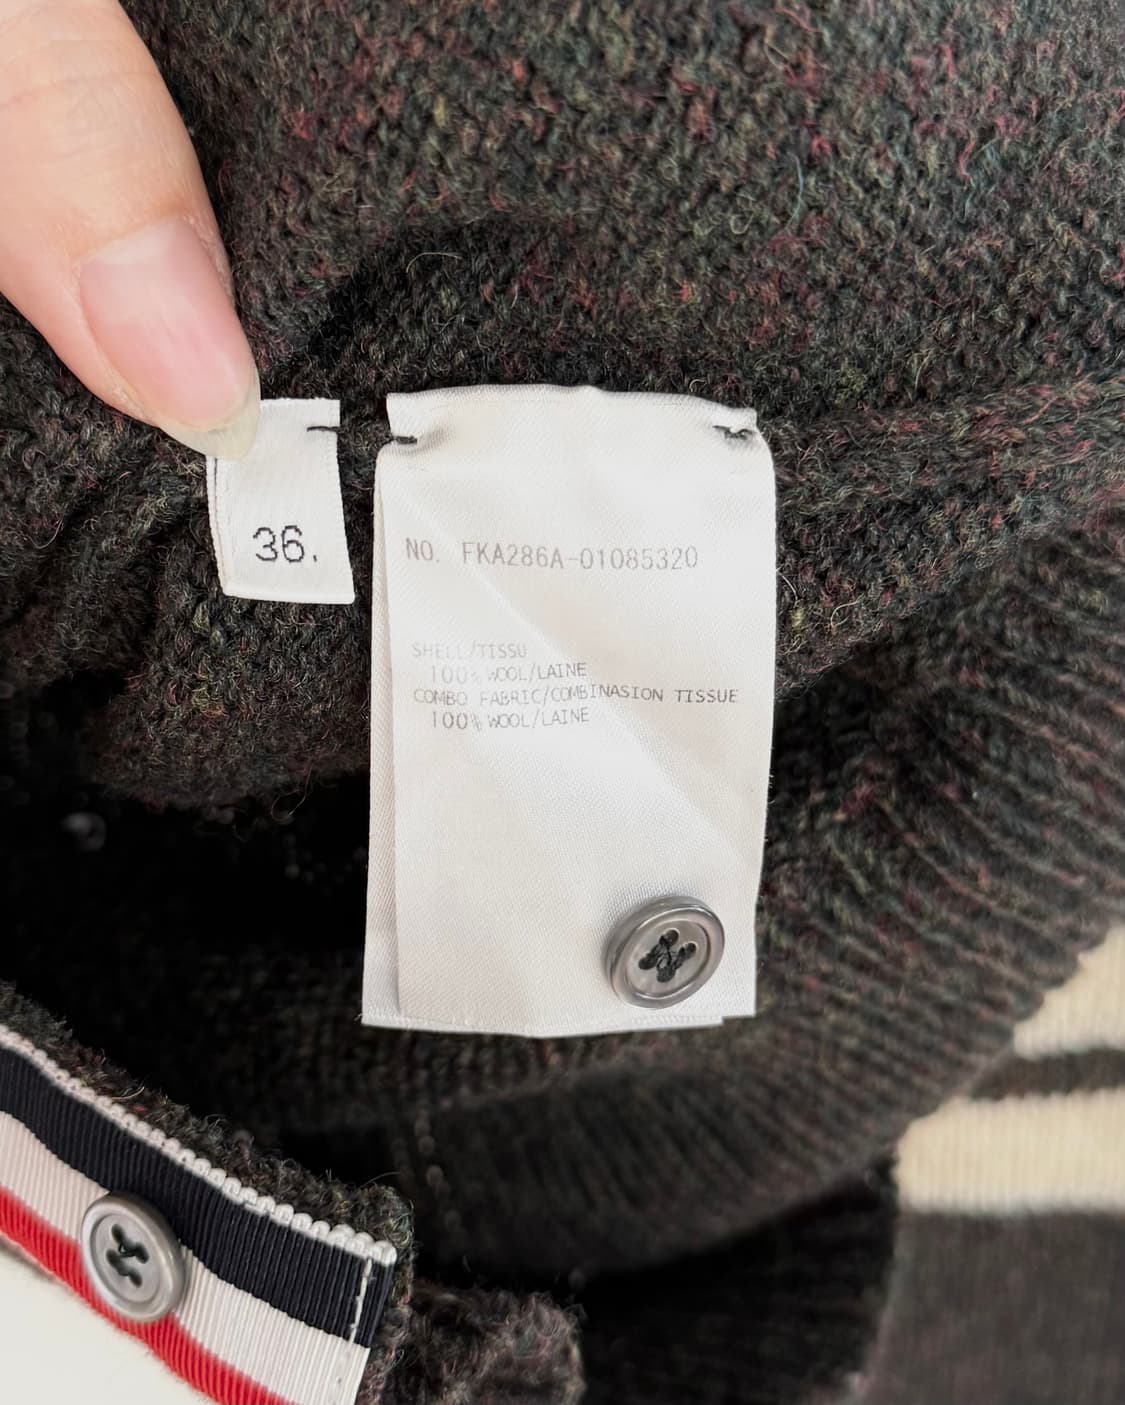 36.
NO. FKA286A-01085320
SHELL/TISSU
100% WOOL/LAINE
COMBO FABRIC/COMBINASION TISSUE
100% WOOL/LAINE